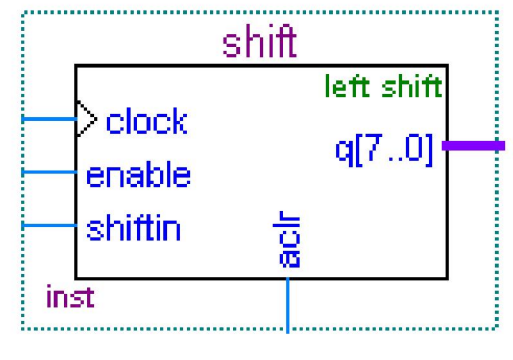 shift
left shift
clock
q[7..0]
enable
shiftin
aclr
inst